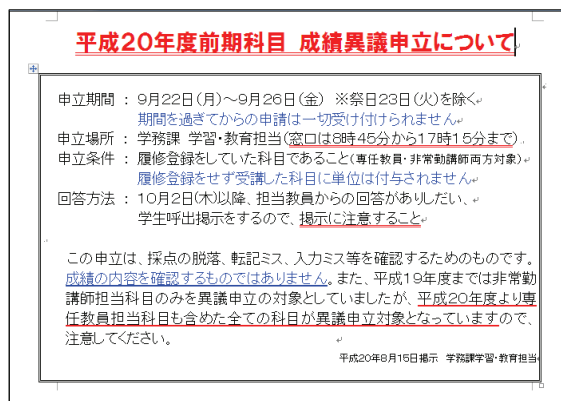 平成20年度前期科目 成績異議申立について
申立期間 : 9月22日(月)～9月26日(金) ※祭日23日(火)を除く
期間を過ぎてからの申請は一切受け付けられません
申立場所 : 学務課 学習・教育担当(窓口は8時45分から17時15分まで)
申立条件 : 履修登録をしていた科目であること(専任教員・非常勤講師両方対象)
履修登録をせず受講した科目に単位は付与されません
回答方法 : 10月2日(木)以降、担当教員からの回答がありしだい、
学生呼出掲示をするので、掲示に注意すること
この申立は、採点の脱落、転記ミス、入力ミス等を確認するためのものです。
成績の内容を確認するものではありません。また、平成19年度までは非常勤
講師担当科目のみを異議申立の対象としていましたが、平成20年度より専
任教員担当科目も含めた全ての科目が異議申立対象となっていますので、
注意してください。
平成20年8月15日掲示 学務課学習・教育担当